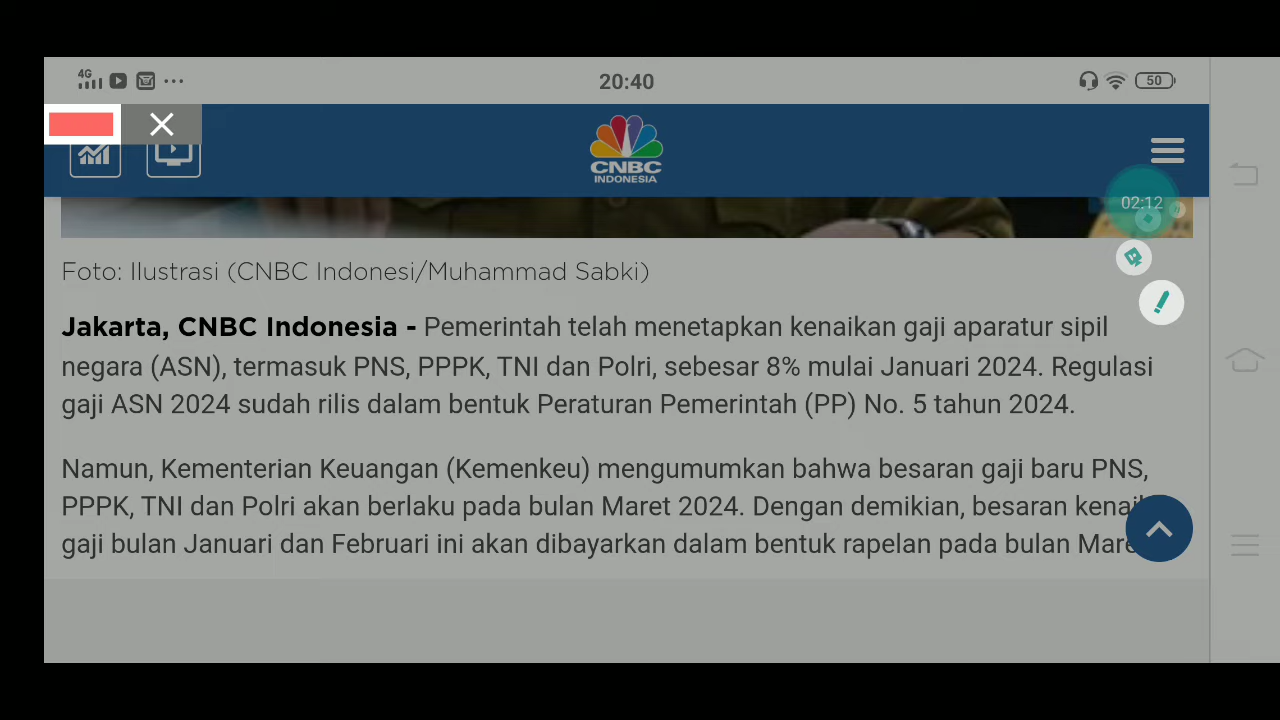 4G
20:40
50
CNBC
INDONESIA
02:12
Foto: Ilustrasi (CNBC Indonesi/Muhammad Sabki)
Jakarta, CNBC Indonesia - Pemerintah telah menetapkan kenaikan gaji aparatur sipil
negara (ASN), termasuk PNS, PPPK, TNI dan Polri, sebesar 8% mulai Januari 2024. Regulasi
gaji ASN 2024 sudah rilis dalam bentuk Peraturan Pemerintah (PP) No. 5 tahun 2024.
Namun, Kementerian Keuangan (Kemenkeu) mengumumkan bahwa besaran gaji baru PNS,
PPPK, TNI dan Polri akan berlaku pada bulan Maret 2024. Dengan demikian, besaran
gaji bulan Januari dan Februari ini akan dibayarkan dalam bentuk rapelan pada bulan